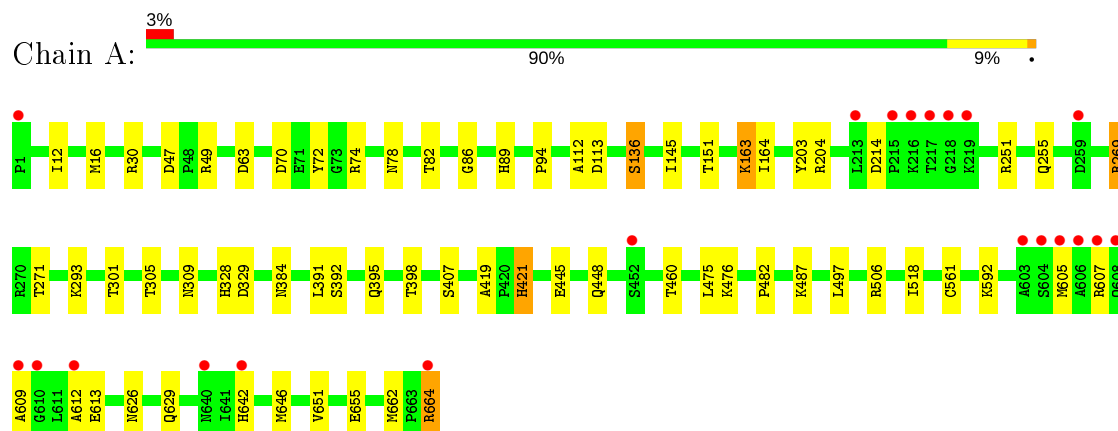 3%
Chain A:
90% 9% •
P1 I12 M16 R30 D47 P48 R49 D63 D70 E71 Y72 G73 R74 N78 T82 G86 H89 P94 A112 D113 S136 I145 T151 K163 I164 Y203 R204 L213 D214 P215 K216 T217 G218 K219 R251 Q255 D259 R269
R270 T271 K293 T301 T305 N309 H328 D329 N384 L391 S392 Q395 T398 S407 A419 P420 H421 E445 Q448 S452 T460 L475 K476 P482 K487 L497 R506 I518 C561 K592 A603 S604 M605 A606 R607 Q608
A609 G610 L611 A612 E613 N626 Q629 N640 I641 H642 M646 V651 E655 M662 P663 R664